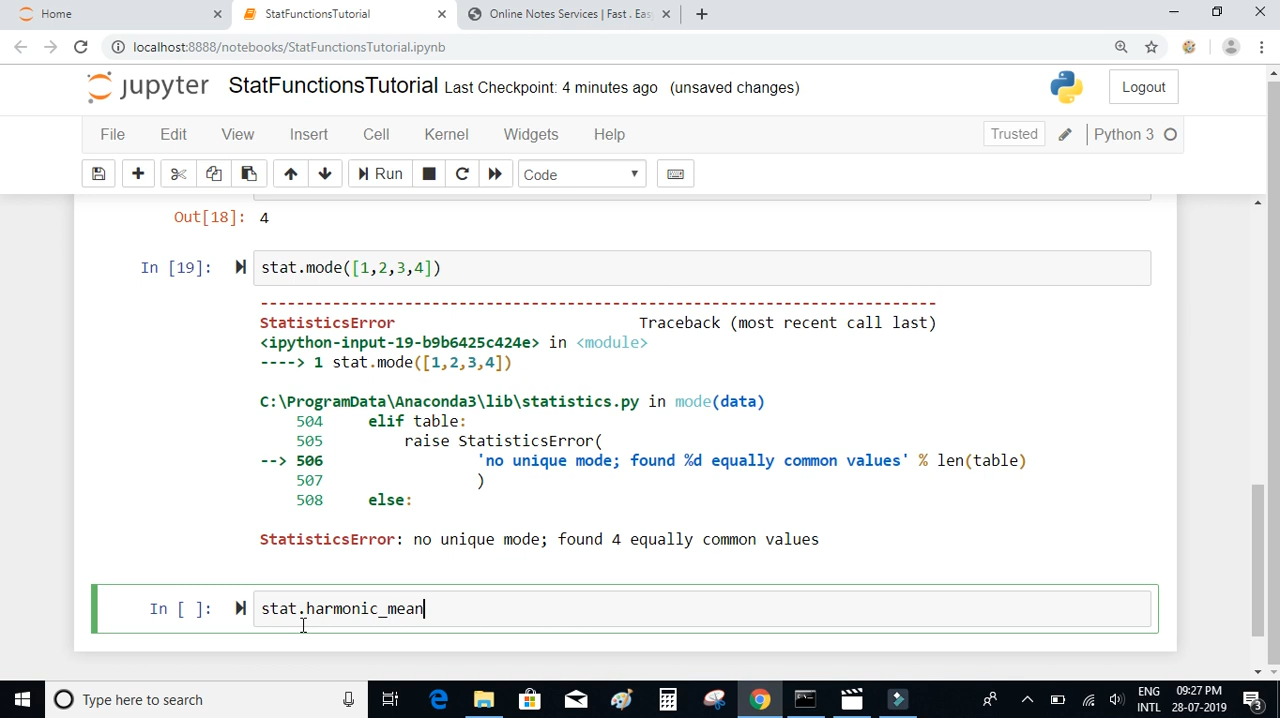 Home
StatFunctionsTutorial
Online Notes Services | Fast . Eas
localhost:8888/notebooks/StatFunctionsTutorial.ipynb
jupyter StatFunctionsTutorial Last Checkpoint: 4 minutes ago (unsaved changes)
Logout
File Edit View Insert Cell Kernel Widgets Help
Trusted Python 3
Run Code
Out[18]: 4
In [19]: stat.mode([1,2,3,4])
---------------------------------------------------------------------------
StatisticsError Traceback (most recent call last)
<ipython-input-19-b9b6425c424e> in <module>
----> 1 stat.mode([1,2,3,4])
C:\ProgramData\Anaconda3\lib\statistics.py in mode(data)
504 elif table:
505 raise StatisticsError(
--> 506 'no unique mode; found %d equally common values' % len(table)
507 )
508 else:
StatisticsError: no unique mode; found 4 equally common values
In [ ]: stat.harmonic_mean
Type here to search
ENG
INTL
09:27 PM
28-07-2019
3